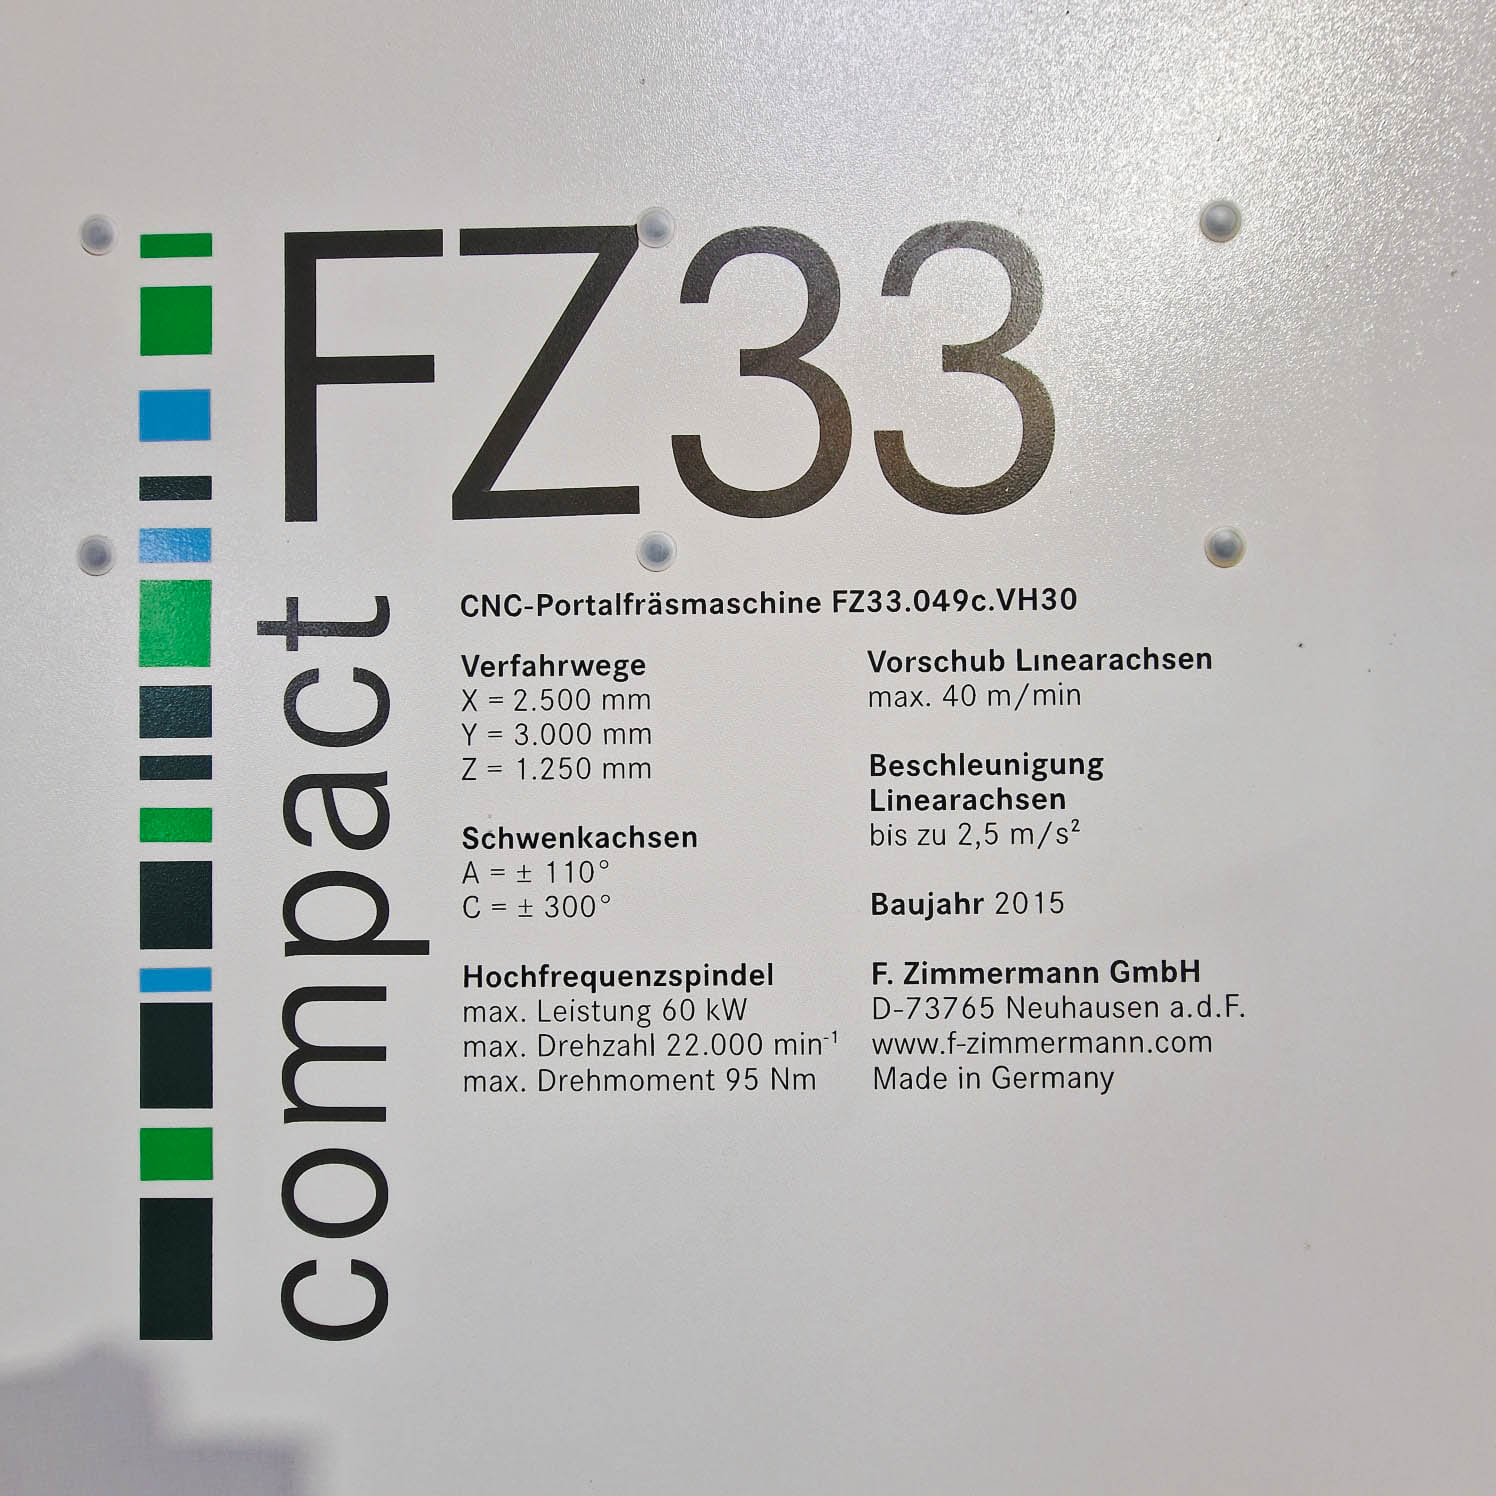 FZ33
compact
CNC-Portalfräsmaschine FZ33.049c.VH30
Verfahrwege
X = 2.500 mm
Y = 3.000 mm
Z = 1.250 mm
Schwenkachsen
A = ± 110°
C = ± 300°
Hochfrequenzspindel
max. Leistung 60 kW
max. Drehzahl 22.000 min⁻¹
max. Drehmoment 95 Nm
Vorschub Linearachsen
max. 40 m/min
Beschleunigung
Linearachsen
bis zu 2,5 m/s²
Baujahr 2015
F. Zimmermann GmbH
D-73765 Neuhausen a.d.F.
www.f-zimmermann.com
Made in Germany